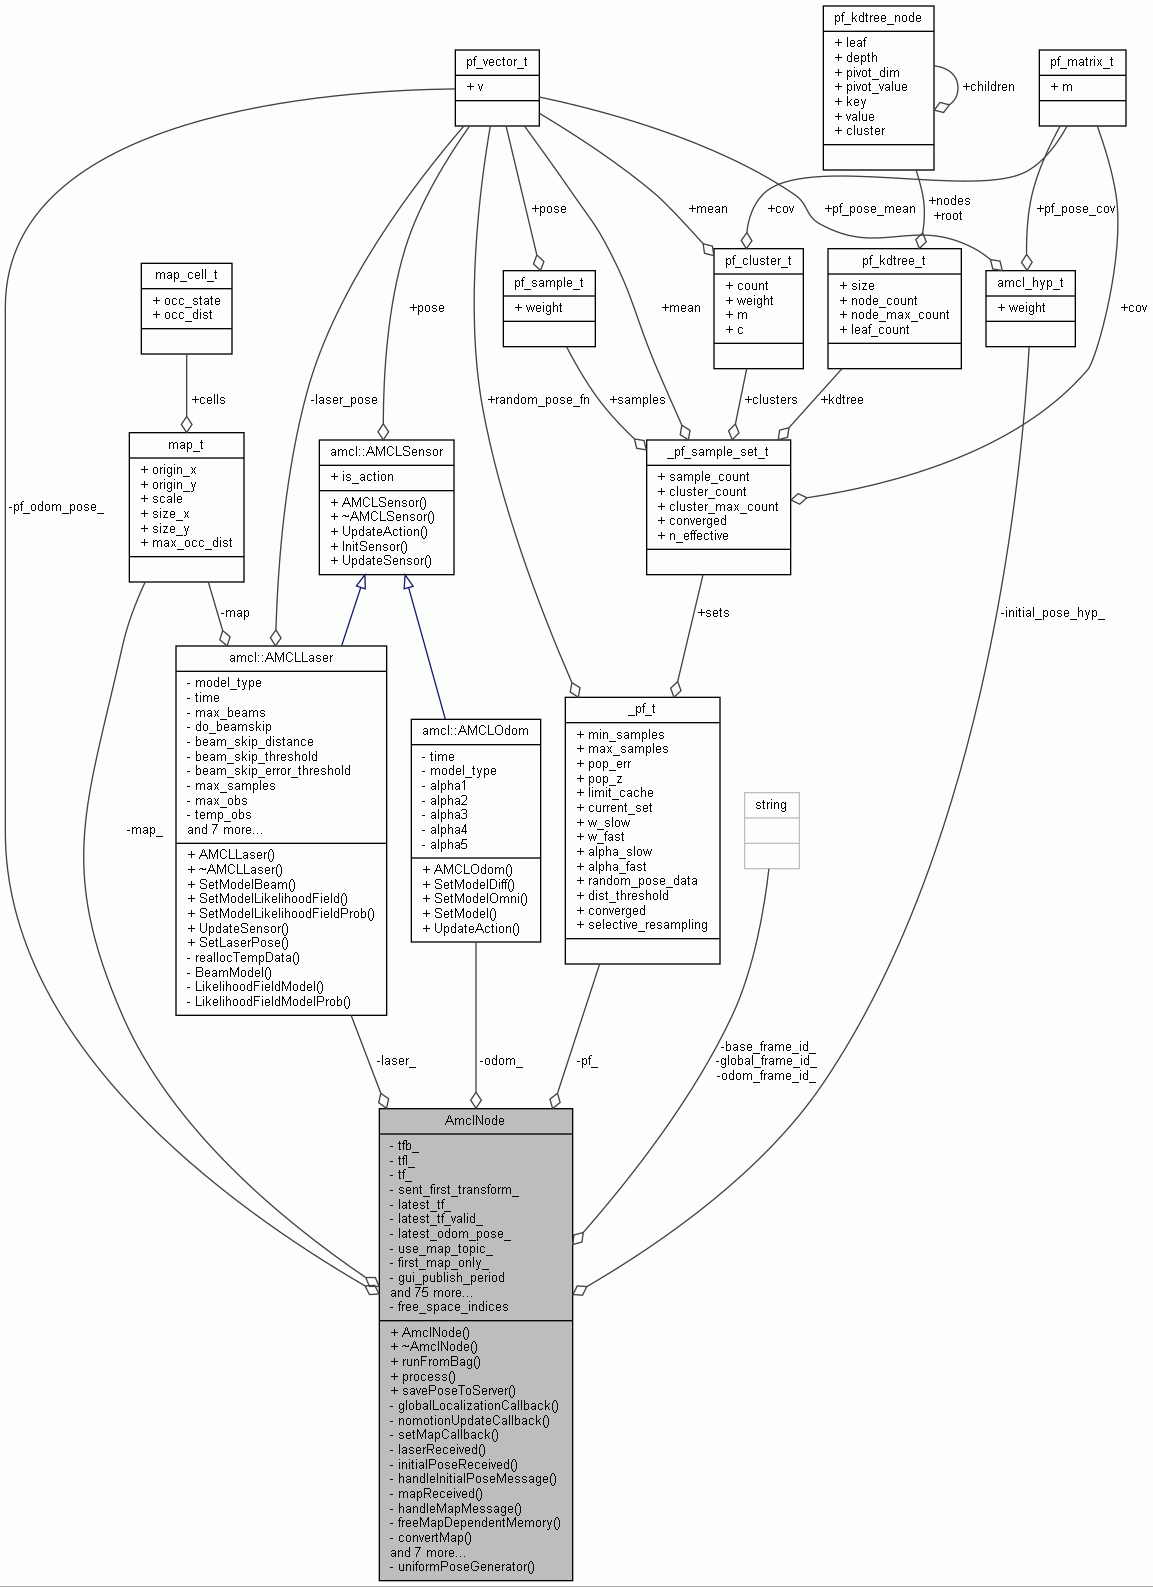 pf_kdtree_node
+ leaf
+ depth
+ pivot_dim
+ pivot_value
+ key
+ value
+ cluster
+children
pf_vector_t
+ v
pf_matrix_t
+ m
+nodes
+root
+pose
+mean
+cov
+pf_pose_mean
+pf_pose_cov
map_cell_t
+ occ_state
+ occ_dist
pf_sample_t
+ weight
pf_cluster_t
+ count
+ weight
+ m
+ c
pf_kdtree_t
+ size
+ node_count
+ node_max_count
+ leaf_count
amcl_hyp_t
+ weight
+pose
+mean
+cov
+cells
-laser_pose
+random_pose_fn
+samples
+clusters
+kdtree
map_t
+ origin_x
+ origin_y
+ scale
+ size_x
+ size_y
+ max_occ_dist
amcl::AMCLSensor
+ is_action
+ AMCLSensor()
+ ~AMCLSensor()
+ UpdateAction()
+ InitSensor()
+ UpdateSensor()
_pf_sample_set_t
+ sample_count
+ cluster_count
+ cluster_max_count
+ converged
+ n_effective
-pf_odom_pose_
-map
+sets
-initial_pose_hyp_
amcl::AMCLLaser
- model_type
- time
- max_beams
- do_beamskip
- beam_skip_distance
- beam_skip_threshold
- beam_skip_error_threshold
- max_samples
- max_obs
- temp_obs
and 7 more...
+ AMCLLaser()
+ ~AMCLLaser()
+ SetModelBeam()
+ SetModelLikelihoodField()
+ SetModelLikelihoodFieldProb()
+ UpdateSensor()
+ SetLaserPose()
- reallocTempData()
- BeamModel()
- LikelihoodFieldModel()
- LikelihoodFieldModelProb()
amcl::AMCLOdom
- time
- model_type
- alpha1
- alpha2
- alpha3
- alpha4
- alpha5
+ AMCLOdom()
+ SetModelDiff()
+ SetModelOmni()
+ SetModel()
+ UpdateAction()
_pf_t
+ min_samples
+ max_samples
+ pop_err
+ pop_z
+ limit_cache
+ current_set
+ w_slow
+ w_fast
+ alpha_slow
+ alpha_fast
+ random_pose_data
+ dist_threshold
+ converged
+ selective_resampling
string
-map_
-laser_
-odom_
-pf_
-base_frame_id_
-global_frame_id_
-odom_frame_id_
AmclNode
- tfb_
- tfl_
- tf_
- sent_first_transform_
- latest_tf_
- latest_tf_valid_
- latest_odom_pose_
- use_map_topic_
- first_map_only_
- gui_publish_period
and 75 more...
- free_space_indices
+ AmclNode()
+ ~AmclNode()
+ runFromBag()
+ process()
+ savePoseToServer()
- globalLocalizationCallback()
- nomotionUpdateCallback()
- setMapCallback()
- laserReceived()
- initialPoseReceived()
- handleInitialPoseMessage()
- mapReceived()
- handleMapMessage()
- freeMapDependentMemory()
- convertMap()
and 7 more...
- uniformPoseGenerator()